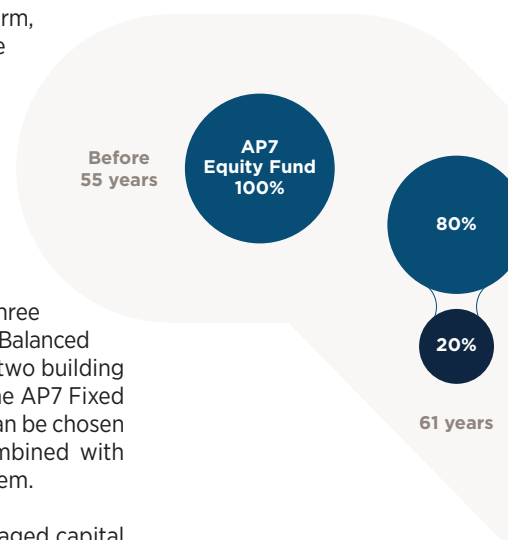 rm,
e
Before
55 years
AP7
Equity Fund
100%
80%
20%
61 years
hree
Balanced
two building
ne AP7 Fixed
an be chosen
mbined with
em.
aged capital